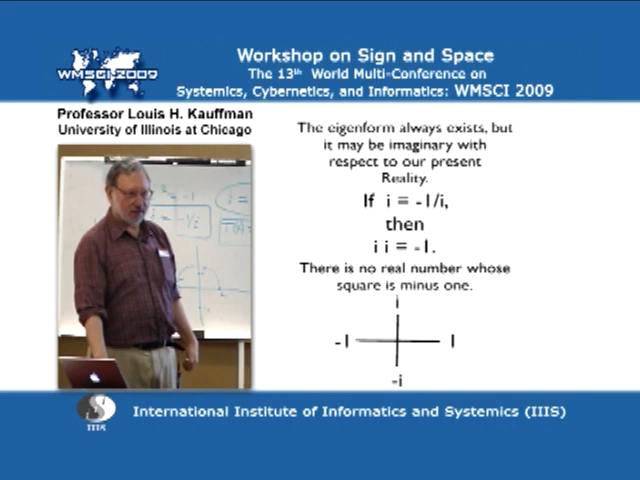 Workshop on Sign and Space
The 13th World Multi-Conference on
Systemics, Cybernetics, and Informatics: WMSCI 2009
WMSCI 2009
Professor Louis H. Kauffman
University of Illinois at Chicago
The eigenform always exists, but
it may be imaginary with
respect to our present
Reality.
If i = -1/i,
then
i i = -1.
There is no real number whose
square is minus one.
i
-1 1
-i
= -1
i = -1/i
i =
IIIS
International Institute of Informatics and Systemics (IIIS)